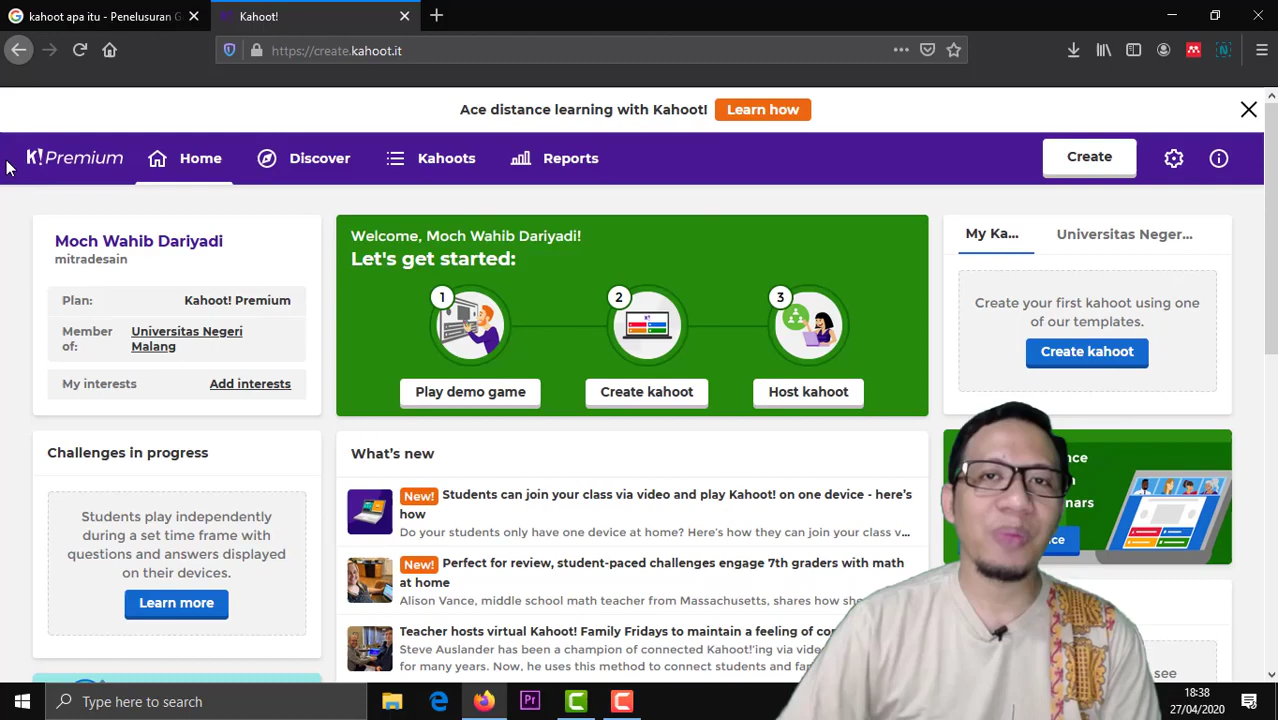 kahoot apa itu - Penelusuran G
Kahoot!
https://create.kahoot.it
Ace distance learning with Kahoot!
Learn how
K!Premium
Home
Discover
Kahoots
Reports
Create
Moch Wahib Dariyadi
mitradesain
Plan:
Kahoot! Premium
Member of:
Universitas Negeri Malang
My interests
Add interests
Welcome, Moch Wahib Dariyadi!
Let's get started:
1
2
3
Play demo game
Create kahoot
Host kahoot
My Ka...
Universitas Neger...
Create your first kahoot using one
of our templates.
Create kahoot
Challenges in progress
Students play independently
during a set time frame with
questions and answers displayed
on their devices.
Learn more
What's new
New! Students can join your class via video and play Kahoot! on one device - here's
how
Do your students only have one device at home? Here's how they can join your class v...
New! Perfect for review, student-paced challenges engage 7th graders with math
at home
Alison Vance, middle school math teacher from Massachusetts, shares how
Teacher hosts virtual Kahoot! Family Fridays to maintain a feeling of
Steve Auslander has been a champion of connected Kahoot!'ing via
for many years. Now, he uses this method to connect students and
see
Type here to search
Pr
18:38
27/04/2020